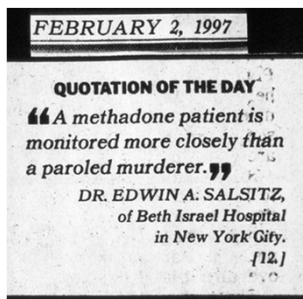 FEBRUARY 2, 1997
QUOTATION OF THE DAY
“A methadone patient is
monitored more closely than
a paroled murderer.”
DR. EDWIN A. SALSITZ,
of Beth Israel Hospital
in New York City.
[12.]